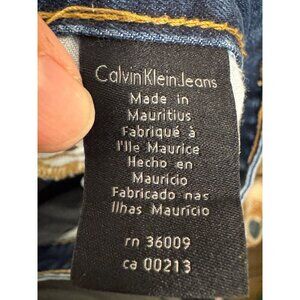 CalvinKleinJeans
Made in
Mauritius
Fabriqué à
l'Ile Maurice
Hecho en
Mauricio
Fabricado nas
Ilhas Mauricio
rn 36009
ca 00213